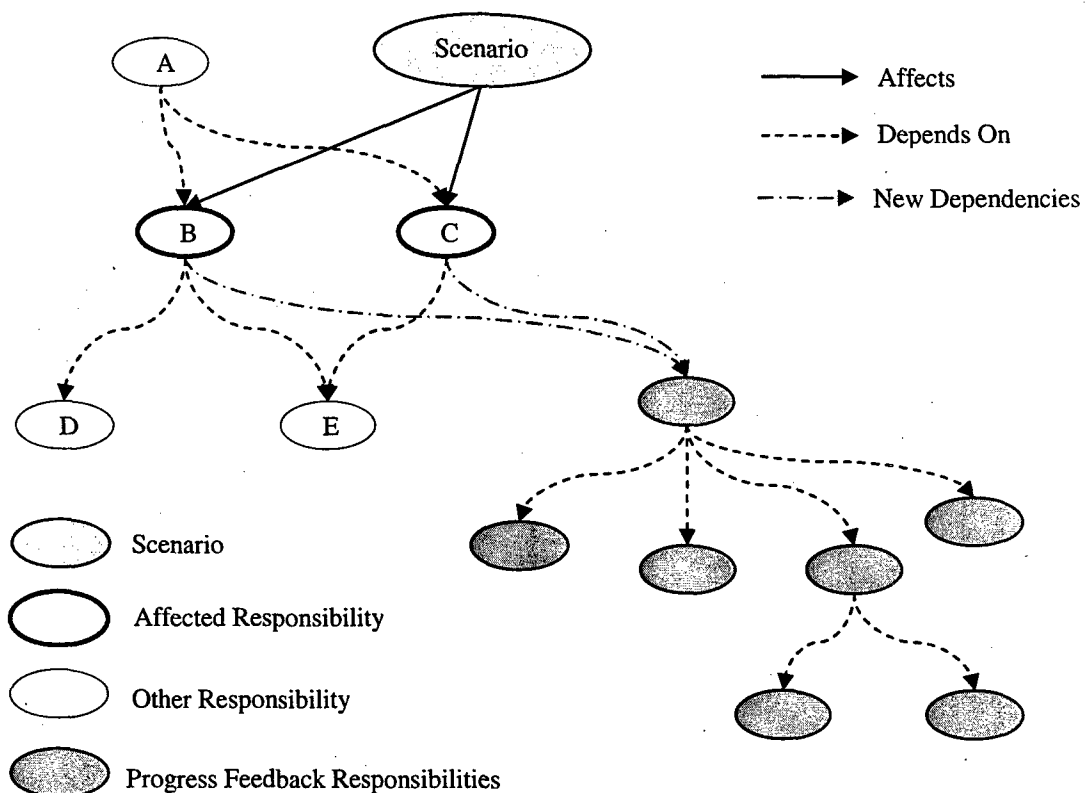 A
Scenario
Affects
Depends On
New Dependencies
B
C
D
E
Scenario
Affected Responsibility
Other Responsibility
Progress Feedback Responsibilities